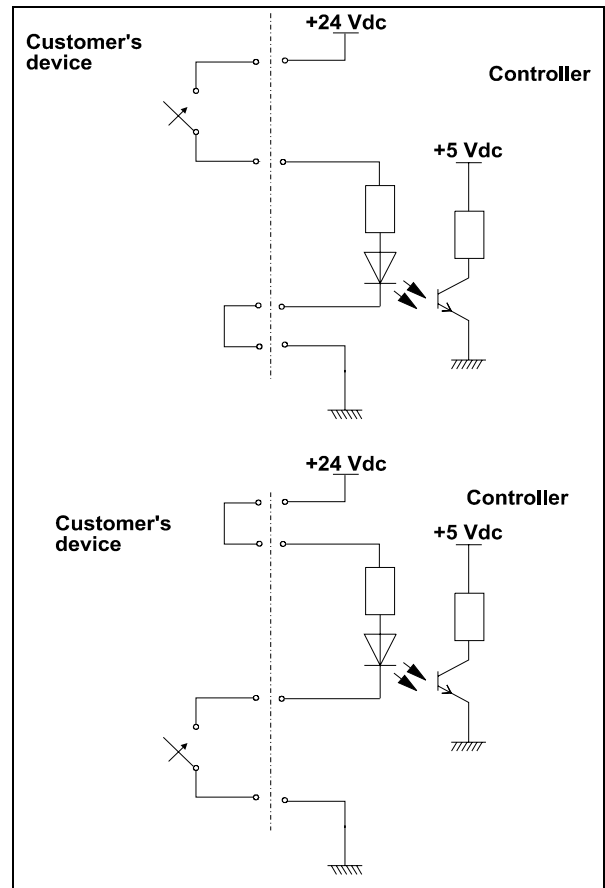 +24 Vdc
Customer's
device
Controller
+5 Vdc
+24 Vdc
Controller
Customer's
device
+5 Vdc